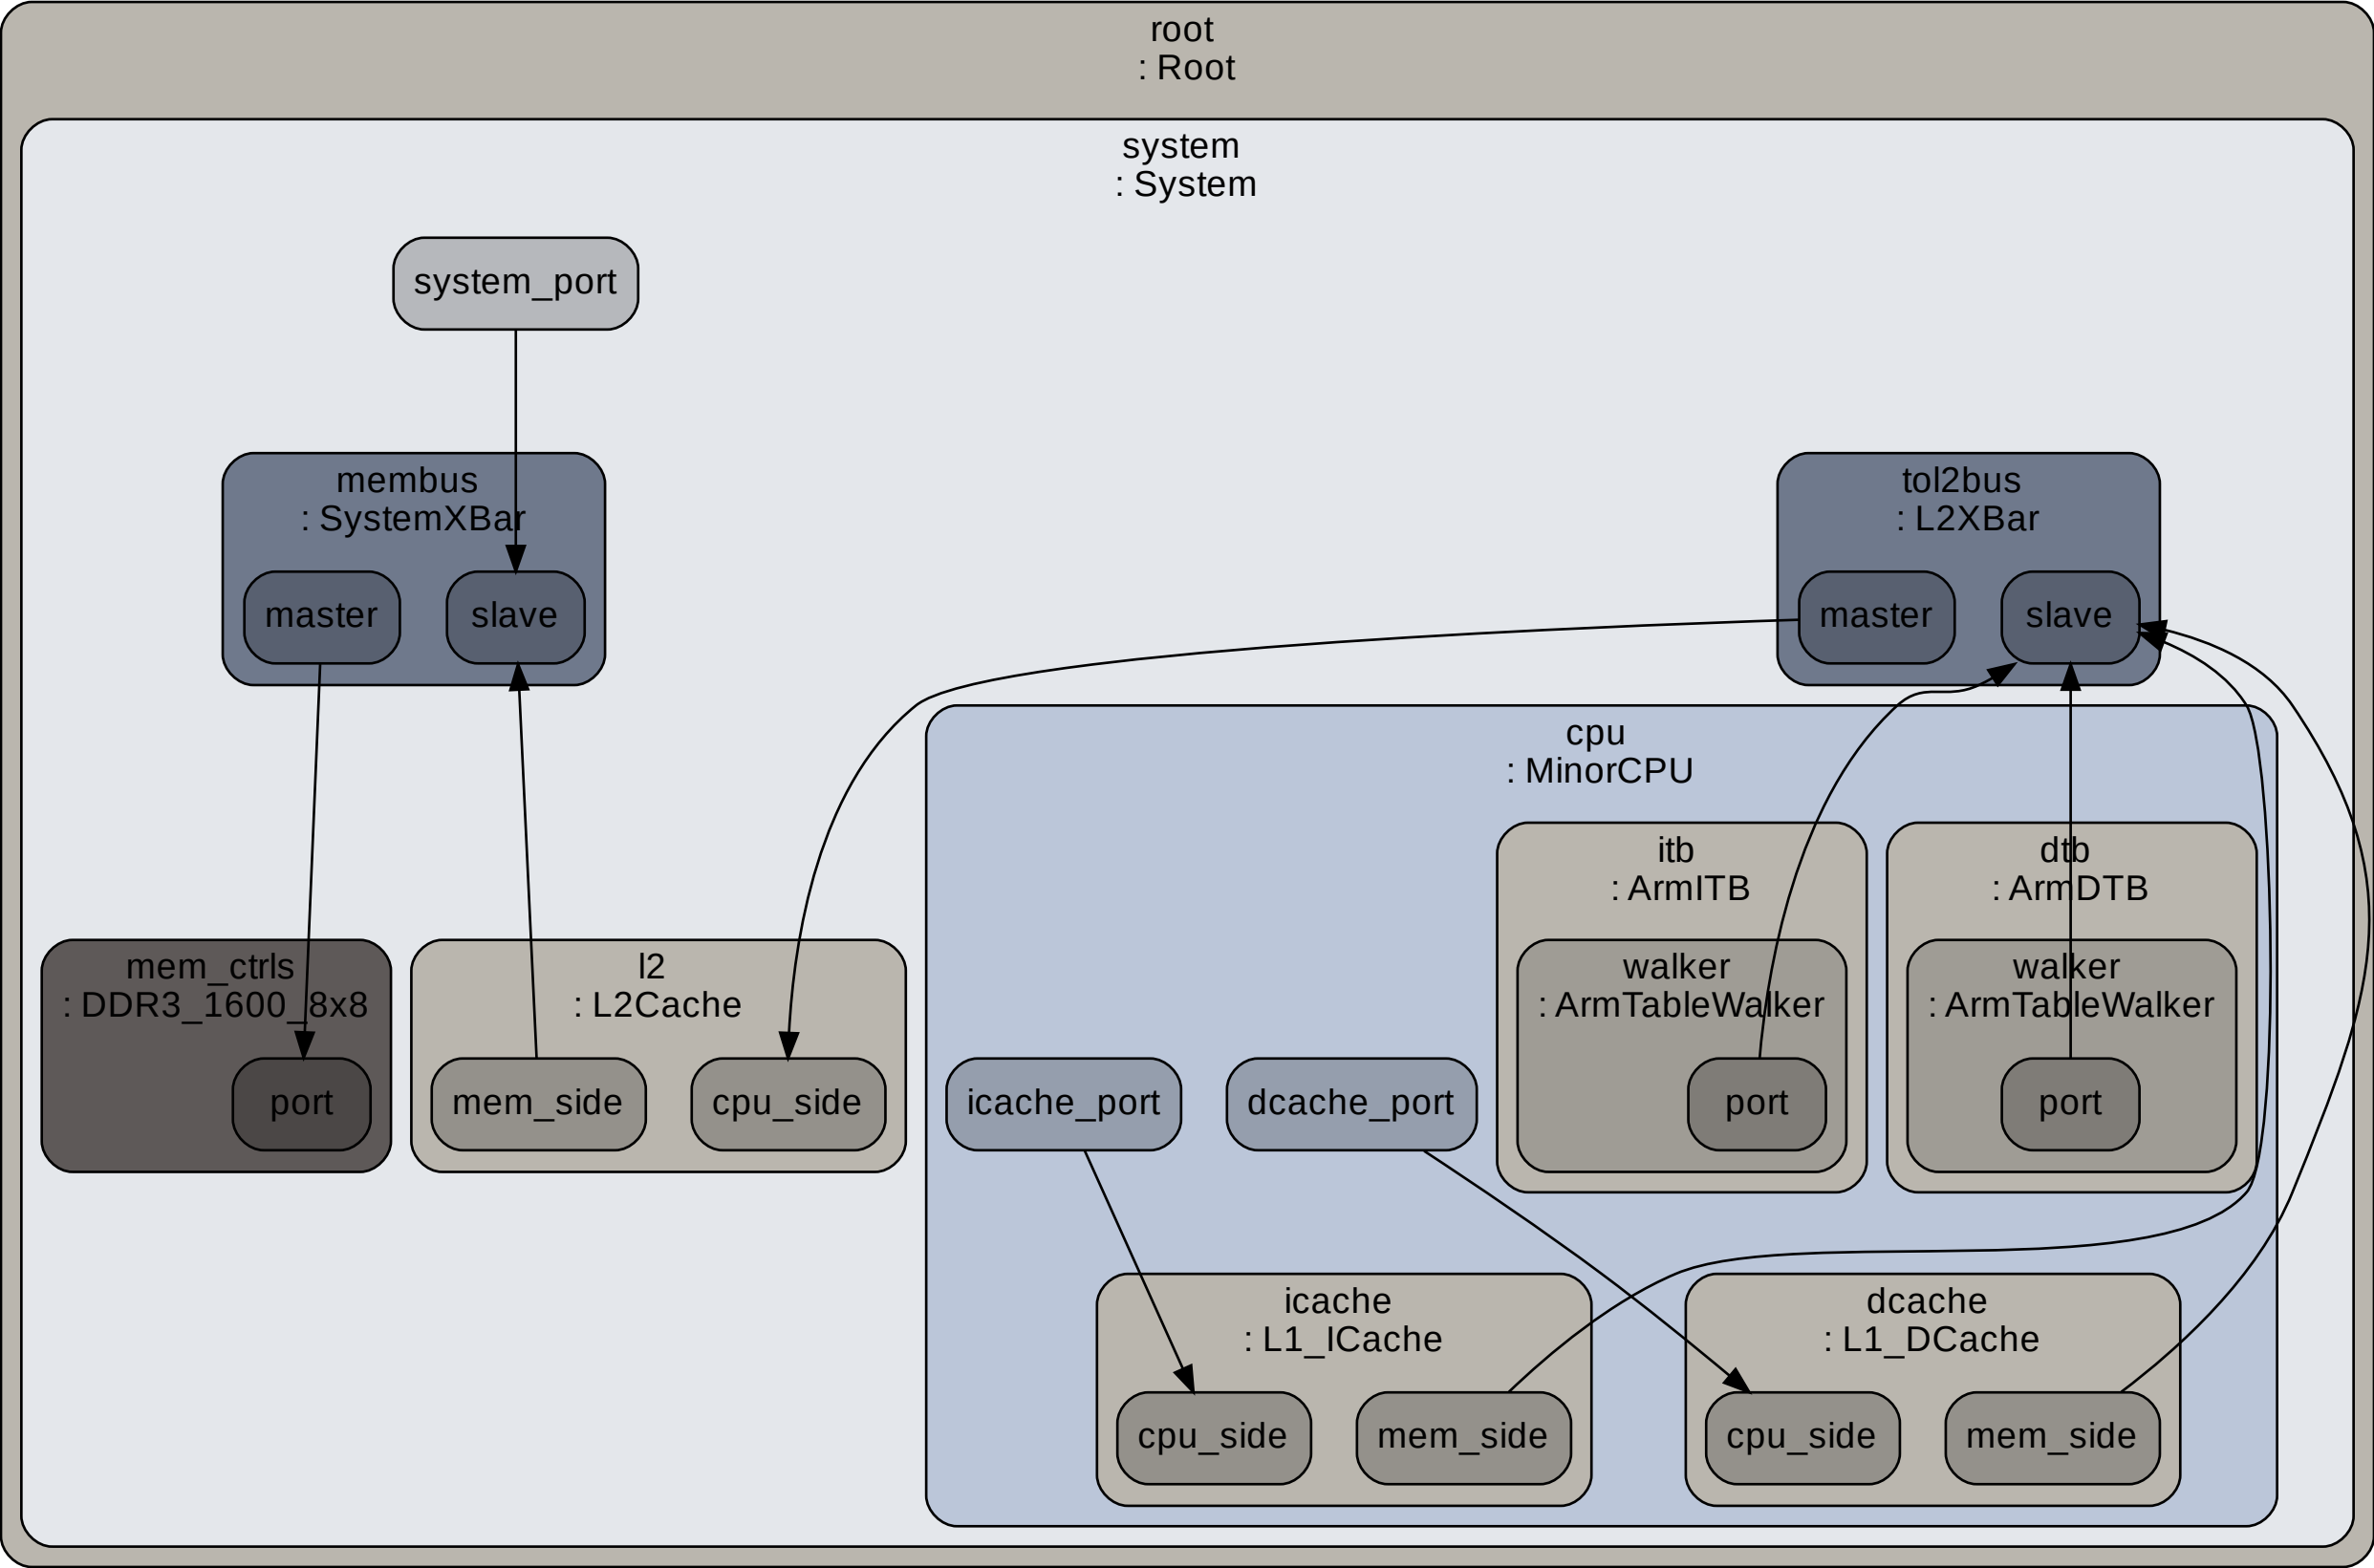 root
: Root
system
: System
system_port
membus
: SystemXBar
master
slave
tol2bus
: L2XBar
master
slave
cpu
: MinorCPU
itb
: ArmITB
walker
: ArmTableWalker
port
dtb
: ArmDTB
walker
: ArmTableWalker
port
mem_ctrls
: DDR3_1600_8x8
port
l2
: L2Cache
mem_side
cpu_side
icache_port
dcache_port
icache
: L1_ICache
cpu_side
mem_side
dcache
: L1_DCache
cpu_side
mem_side